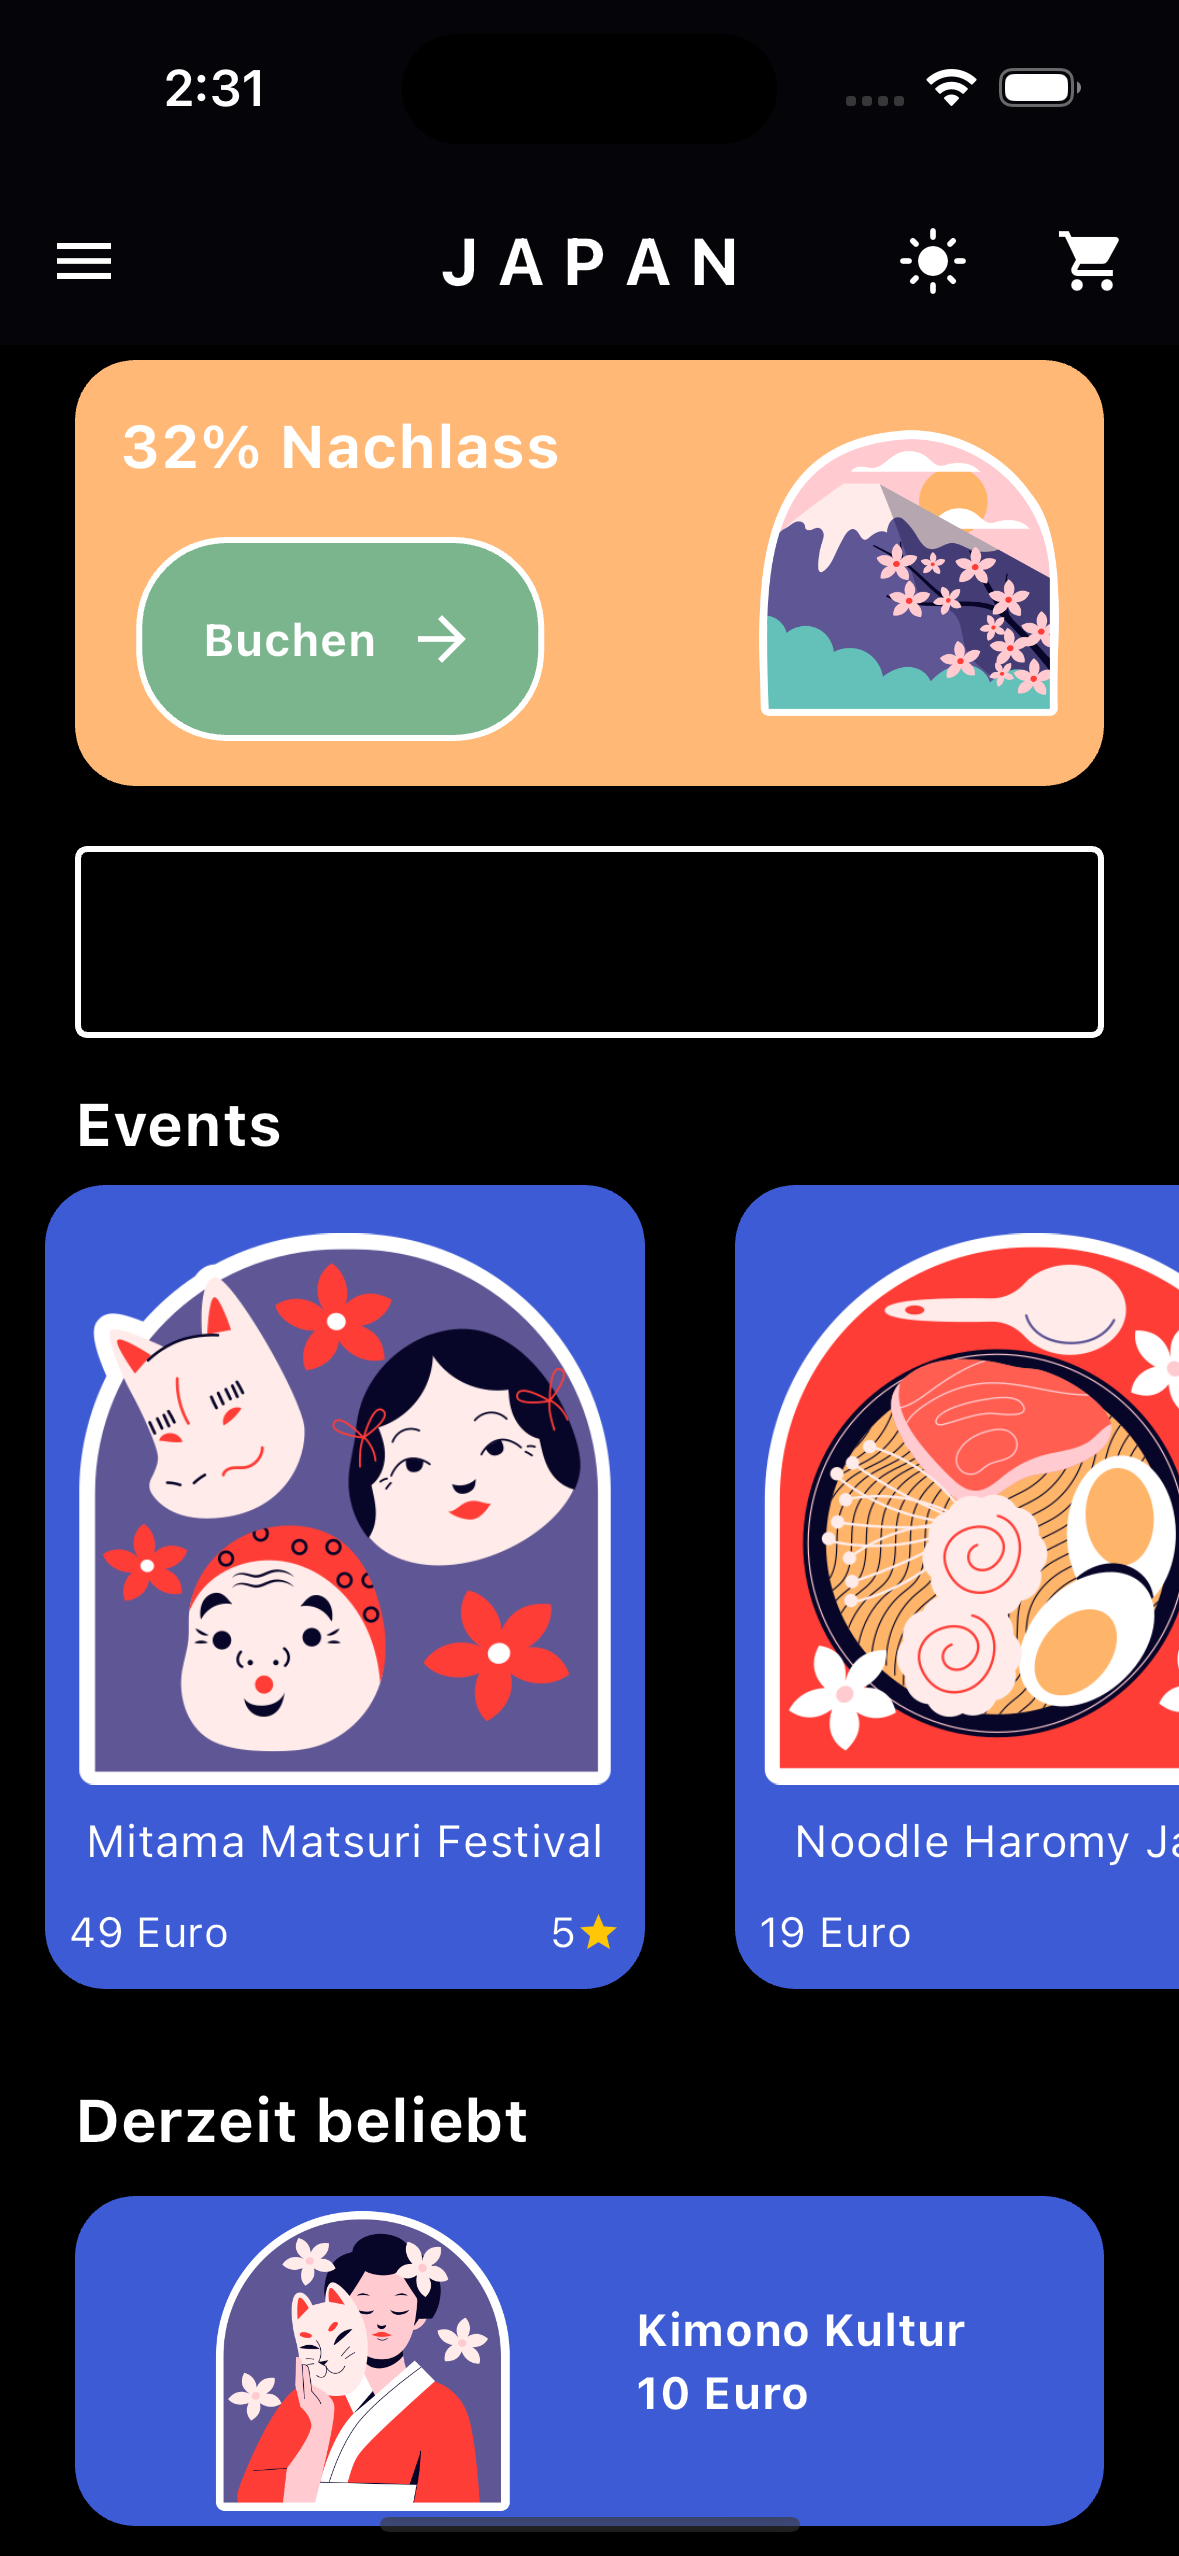 2:31
JAPAN
32% Nachlass
Buchen
Events
Mitama Matsuri Festival
49 Euro
5
Noodle Haromy
19 Euro
Derzeit beliebt
Kimono Kultur
10 Euro